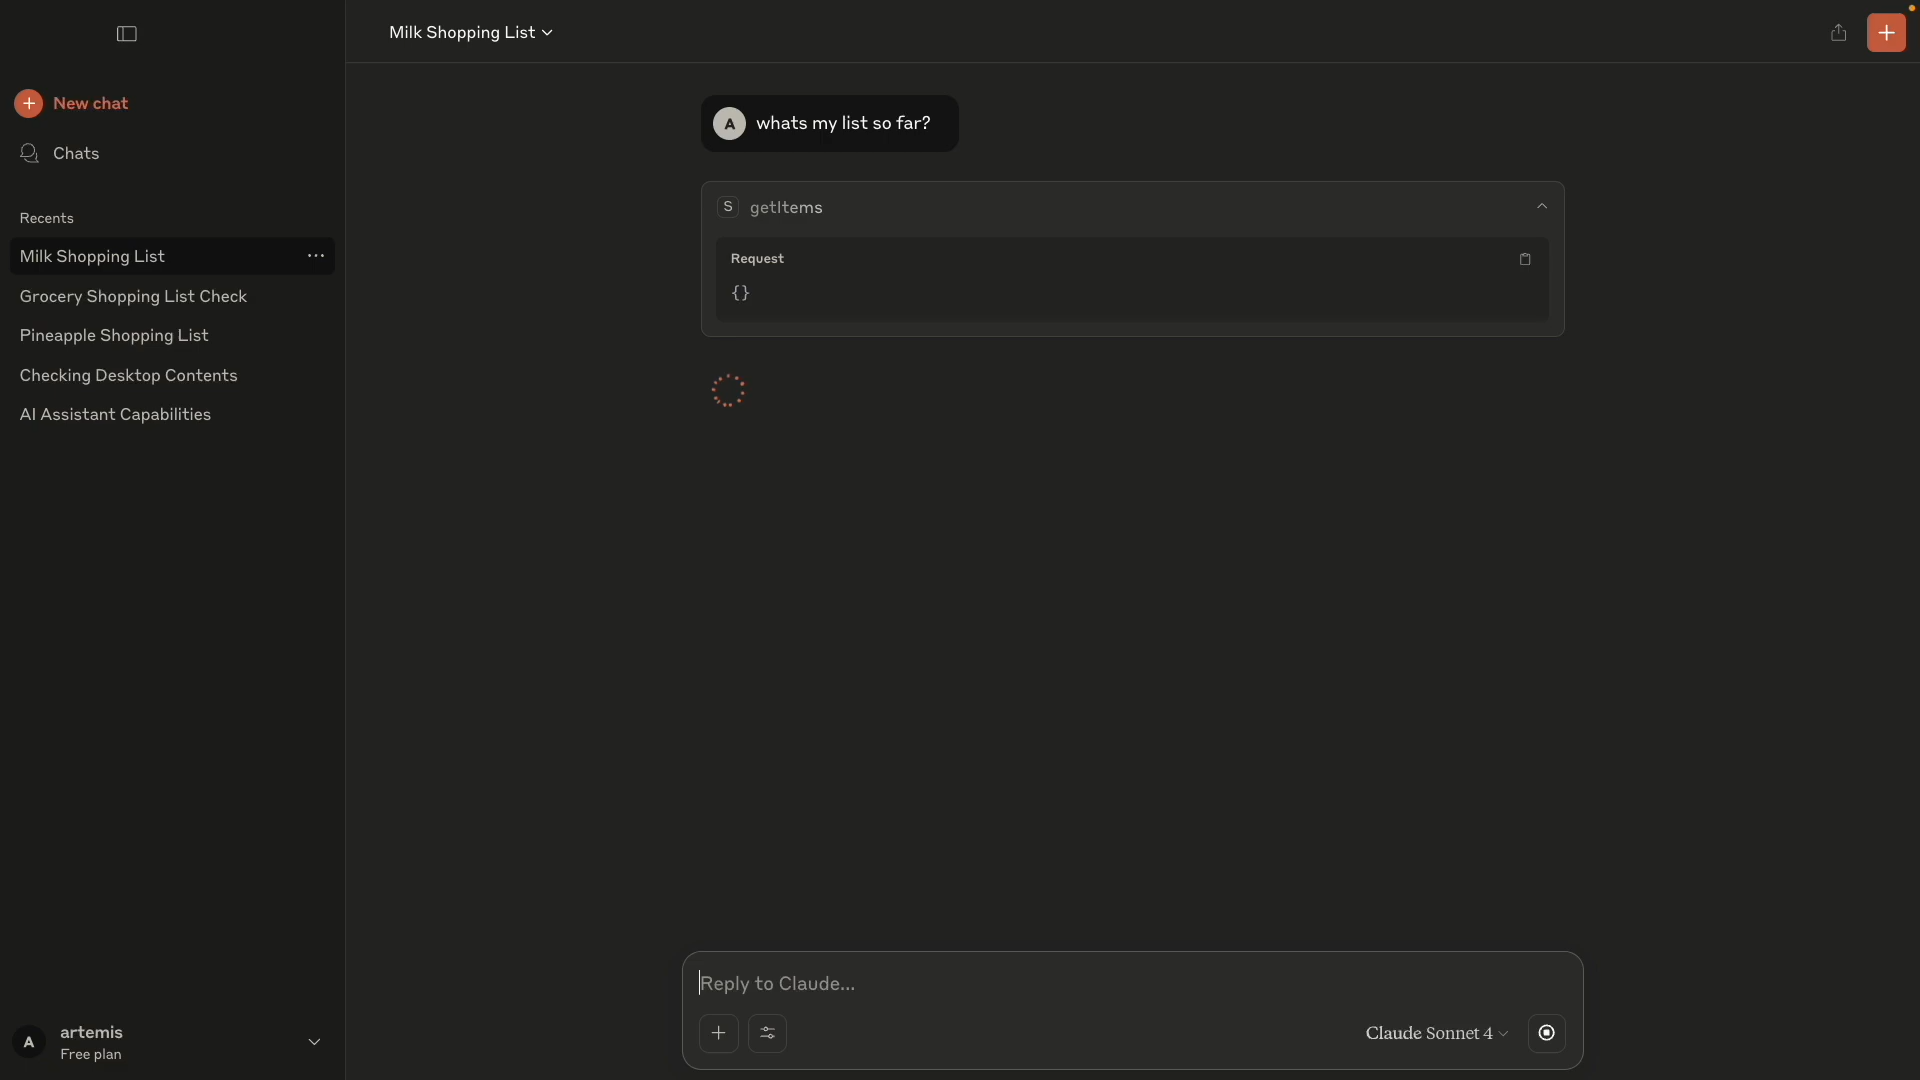 Milk Shopping List
New chat
Chats
Recents
Milk Shopping List
Grocery Shopping List Check
Pineapple Shopping List
Checking Desktop Contents
AI Assistant Capabilities
A
artemis
Free plan
A whats my list so far?
S getItems
Request
{}
Reply to Claude...
Claude Sonnet 4